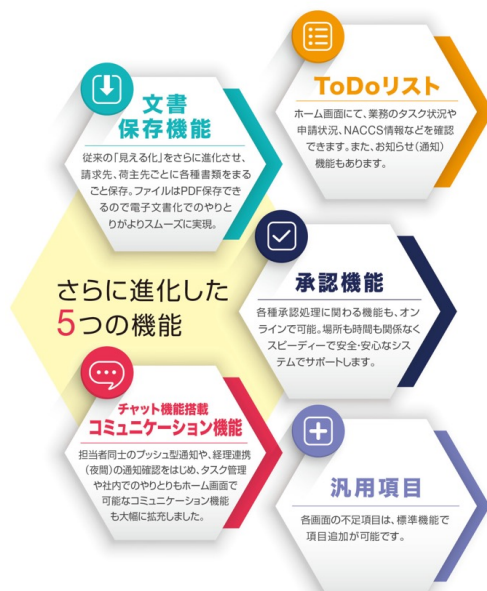 さらに進化した
5つの機能
文書
保存機能
従来の「見える化」をさらに進化させ、
請求先、荷主先ごとに各種書類をまる
ごと保存。ファイルはPDF保存でき
るので電子文書化でのやりと
りがよりスムーズに実現。
ToDoリスト
ホーム画面にて、業務のタスク状況や
申請状況、NACCS情報などを確認
できます。また、お知らせ（通知）
機能もあります。
承認機能
各種承認処理に関わる機能も、オン
ラインで可能。場所も時間も関係なく
スピーディーで安全・安心なシス
テムでサポートします。
チャット機能搭載
コミュニケーション機能
担当者同士のプッシュ型通知や、経理連携
（夜間）の通知確認をはじめ、タスク管理
や社内でのやりとりもホーム画面で
可能なコミュニケーション機能
も大幅に拡充しました。
汎用項目
各画面の不足項目は、標準機能で
項目追加が可能です。